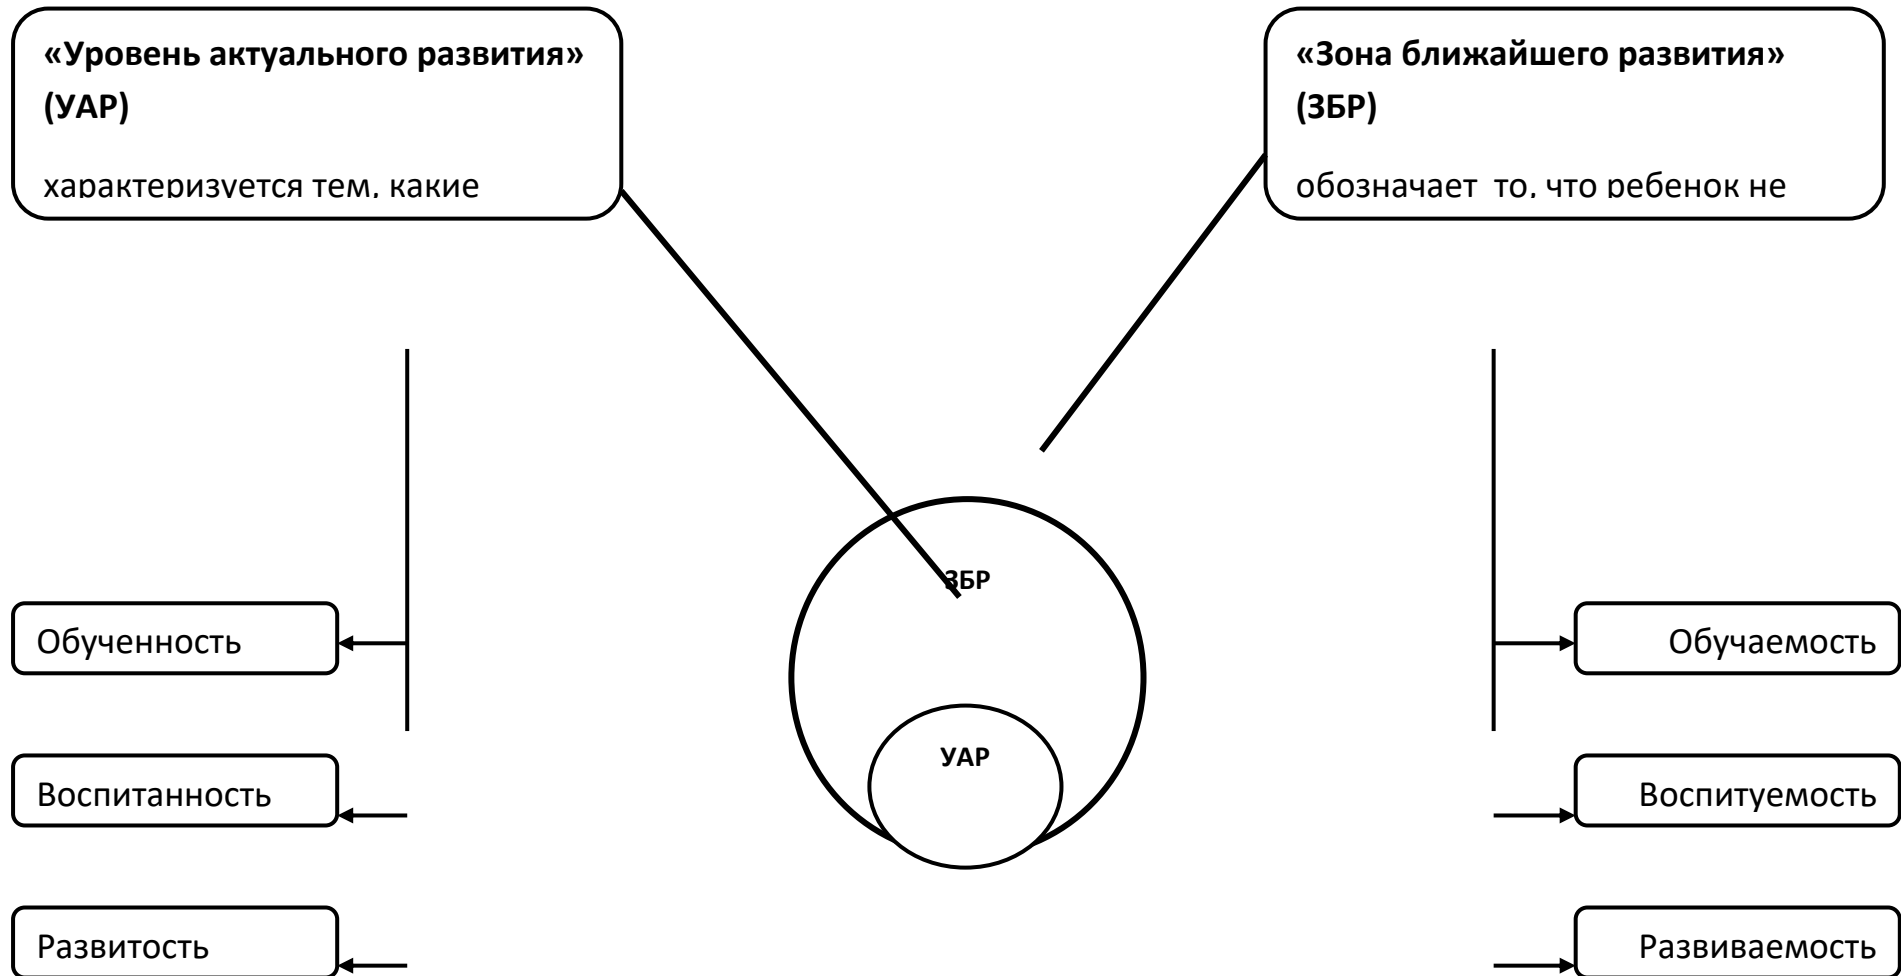 «Уровень актуального развития»
(УАР)
характеризуется тем, какие
«Зона ближайшего развития»
(ЗБР)
обозначает то, что ребенок не
ЗБР
Обученность
Обучаемость
УАР
Воспитанность
Воспитуемость
Развитость
Развиваемость